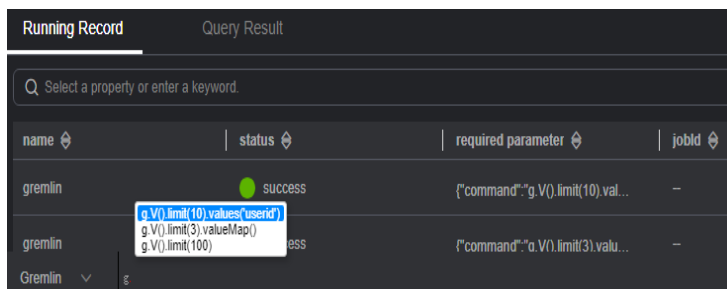 Running Record
Query Result
Select a property or enter a keyword.
name
status
required parameter
jobId
gremlin
success
{"command":"g.V().limit(10).val...
--
g.V().limit(10).values('userid')
g.V().limit(3).valueMap()
g.V().limit(100)
gremlin
ess
{"command":"g.V().limit(3).valu...
--
Gremlin
g